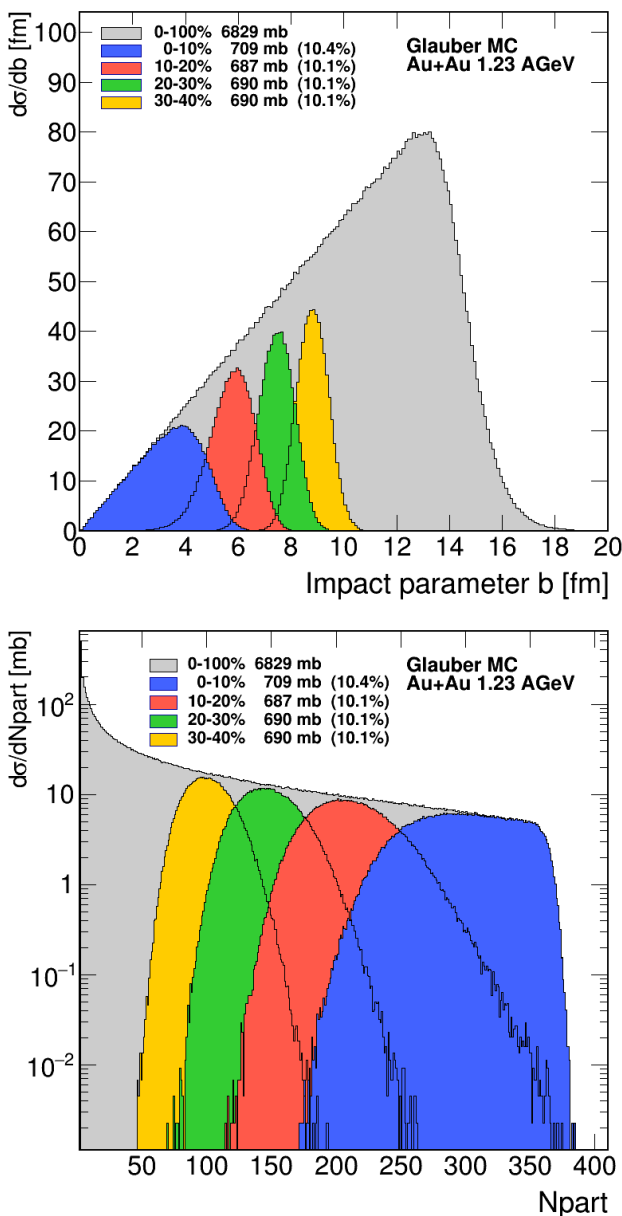 dσ/db [fm]
0-100% 6829 mb
0-10% 709 mb (10.4%)
10-20% 687 mb (10.1%)
20-30% 690 mb (10.1%)
30-40% 690 mb (10.1%)
Glauber MC
Au+Au 1.23 AGeV
100
90
80
70
60
50
40
30
20
10
0
0 2 4 6 8 10 12 14 16 18 20
Impact parameter b [fm]
dσ/dNpart [mb]
0-100% 6829 mb
0-10% 709 mb (10.4%)
10-20% 687 mb (10.1%)
20-30% 690 mb (10.1%)
30-40% 690 mb (10.1%)
Glauber MC
Au+Au 1.23 AGeV
10²
10
1
10⁻¹
10⁻²
50 100 150 200 250 300 350 400
Npart